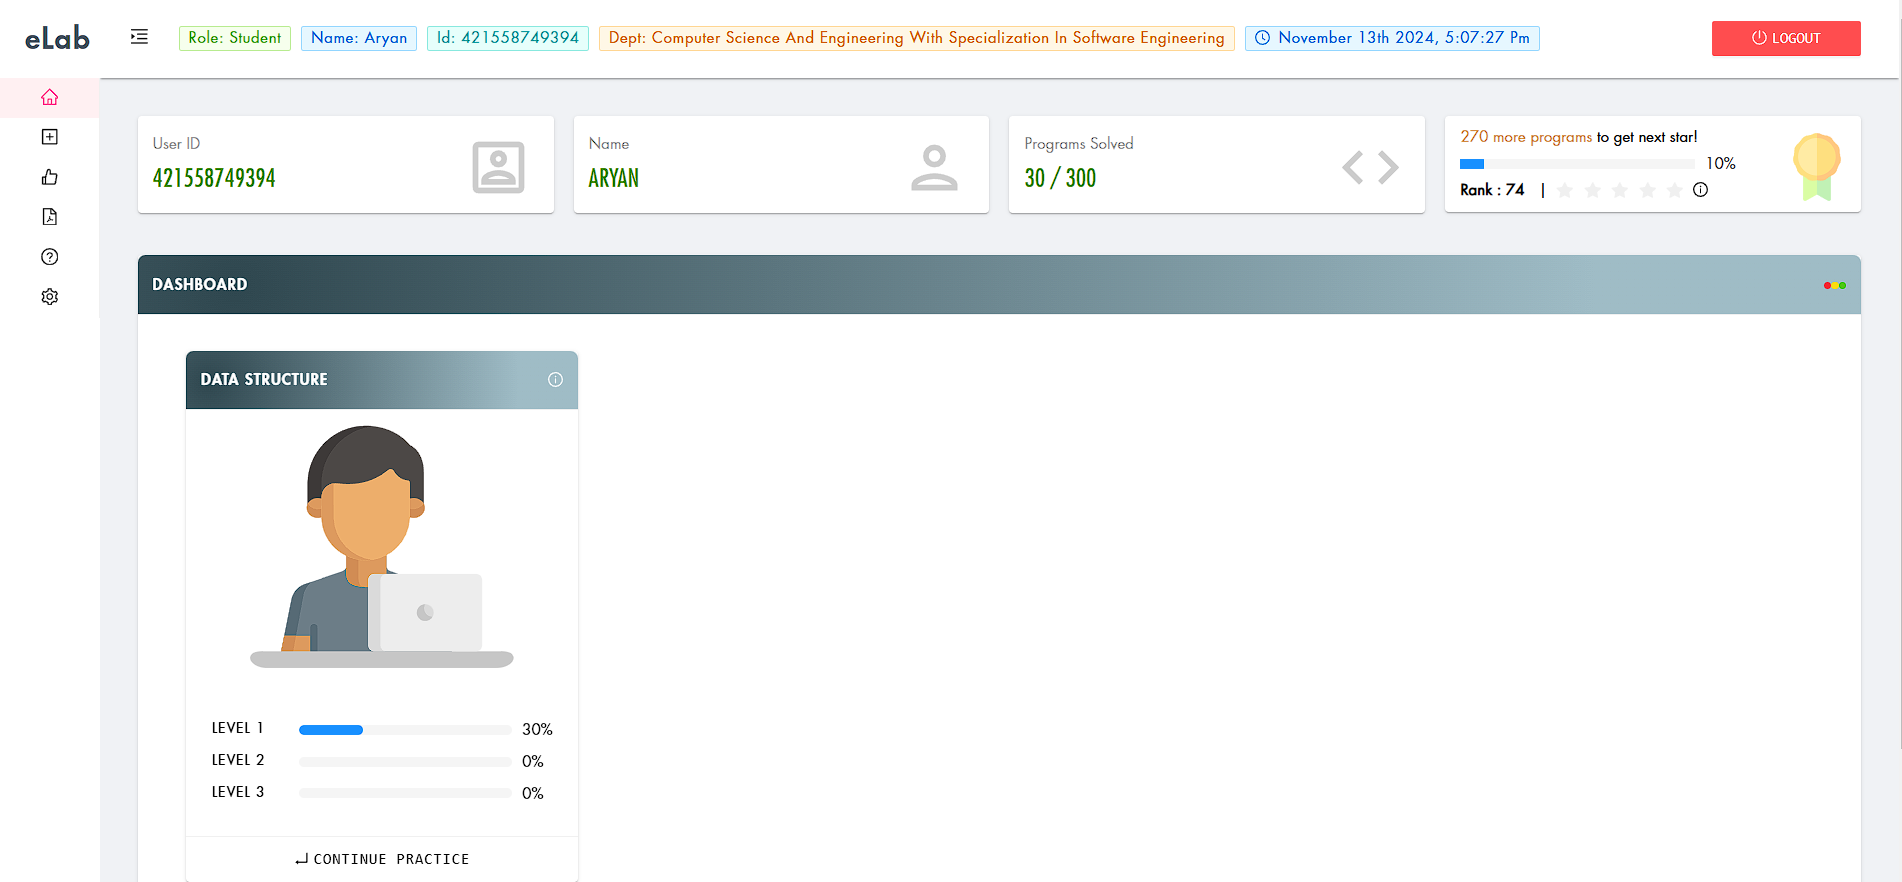 eLab
Role: Student
Name: Aryan
Id: 421558749394
Dept: Computer Science And Engineering With Specialization In Software Engineering
November 13th 2024, 5:07:27 Pm
LOGOUT
User ID
421558749394
Name
ARYAN
Programs Solved
30 / 300
270 more programs to get next star!
10%
Rank : 74 |
DASHBOARD
DATA STRUCTURE
LEVEL 1 30%
LEVEL 2 0%
LEVEL 3 0%
CONTINUE PRACTICE